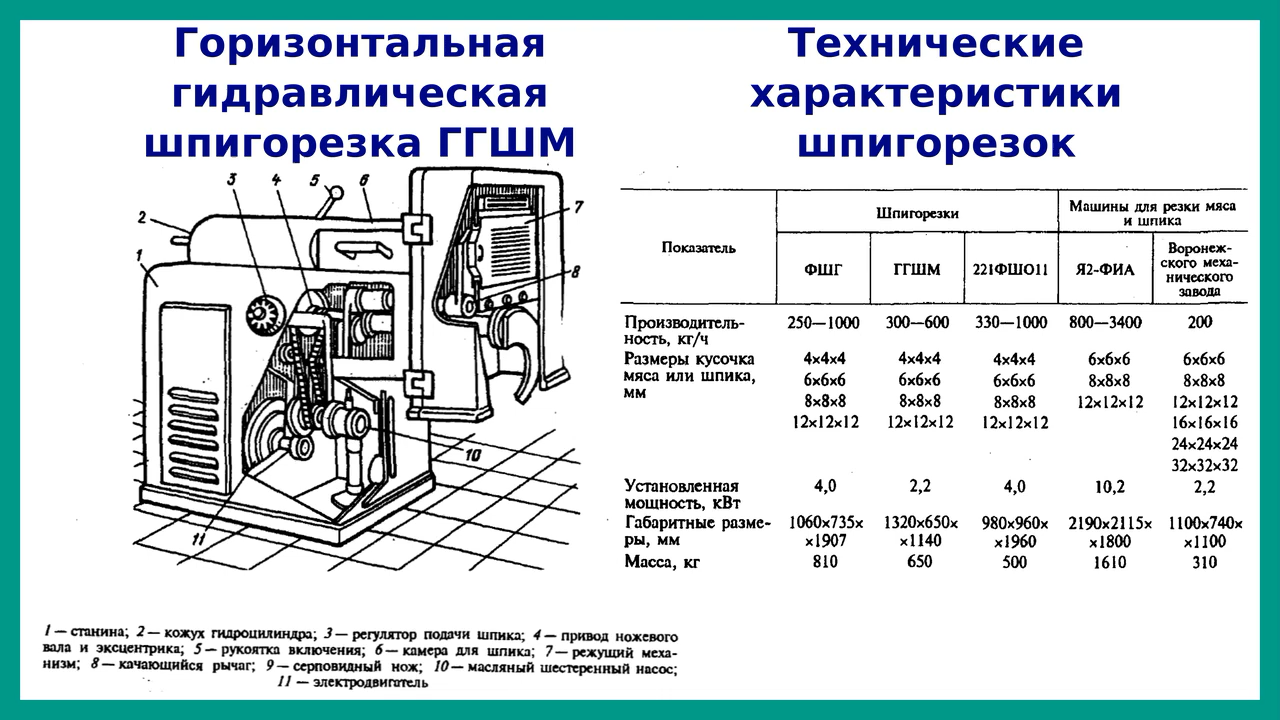 Горизонтальная
гидравлическая
шпигорезка ГГШМ
3 4 5 6
2
7
1
8
10
11
1 — станина; 2 — кожух гидроцилиндра; 3 — регулятор подачи шпика; 4 — привод ножевого
вала и эксцентрика; 5 — рукоятка включения; 6 — камера для шпика; 7 — режущий меха-
низм; 8 — качающийся рычаг; 9 — серповидный нож; 10 — масляный шестеренный насос;
11 — электродвигатель
Технические
характеристики
шпигорезок
Показатель
Шпигорезки
Машины для резки мяса
и шпика
ФШГ ГГШМ 221ФШО11 Я2-ФИА
Воронеж-
ского меха-
нического
завода
Производитель- 250—1000 300—600 330—1000 800—3400 200
ность, кг/ч
Размеры кусочка 4×4×4 4×4×4 4×4×4 6×6×6 6×6×6
мяса или шпика, 6×6×6 6×6×6 6×6×6 8×8×8 8×8×8
мм 8×8×8 8×8×8 8×8×8 12×12×12 12×12×12
12×12×12 12×12×12 12×12×12 16×16×16
24×24×24
32×32×32
Установленная 4,0 2,2 4,0 10,2 2,2
мощность, кВт
Габаритные разме- 1060×735× 1320×650× 980×960× 2190×2115× 1100×740×
ры, мм ×1907 ×1140 ×1960 ×1800 ×1100
Масса, кг 810 650 500 1610 310